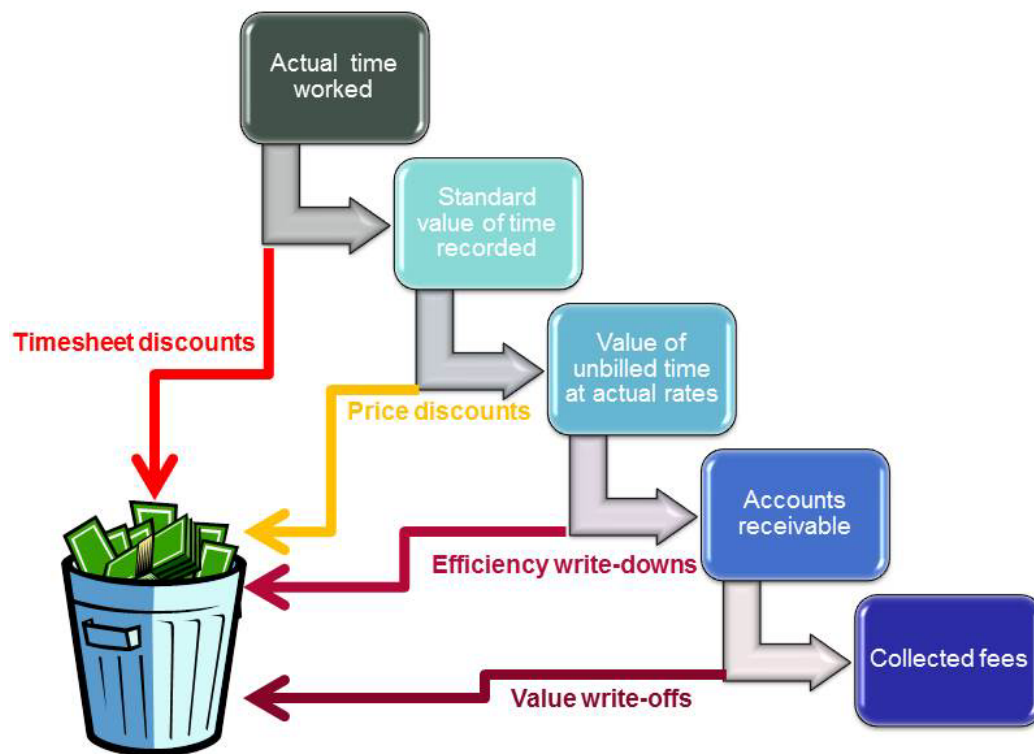 Actual time
worked
Standard
value of time
recorded
Timesheet discounts
Value of
unbilled time
at actual rates
Price discounts
Accounts
receivable
Efficiency write-downs
Collected fees
Value write-offs